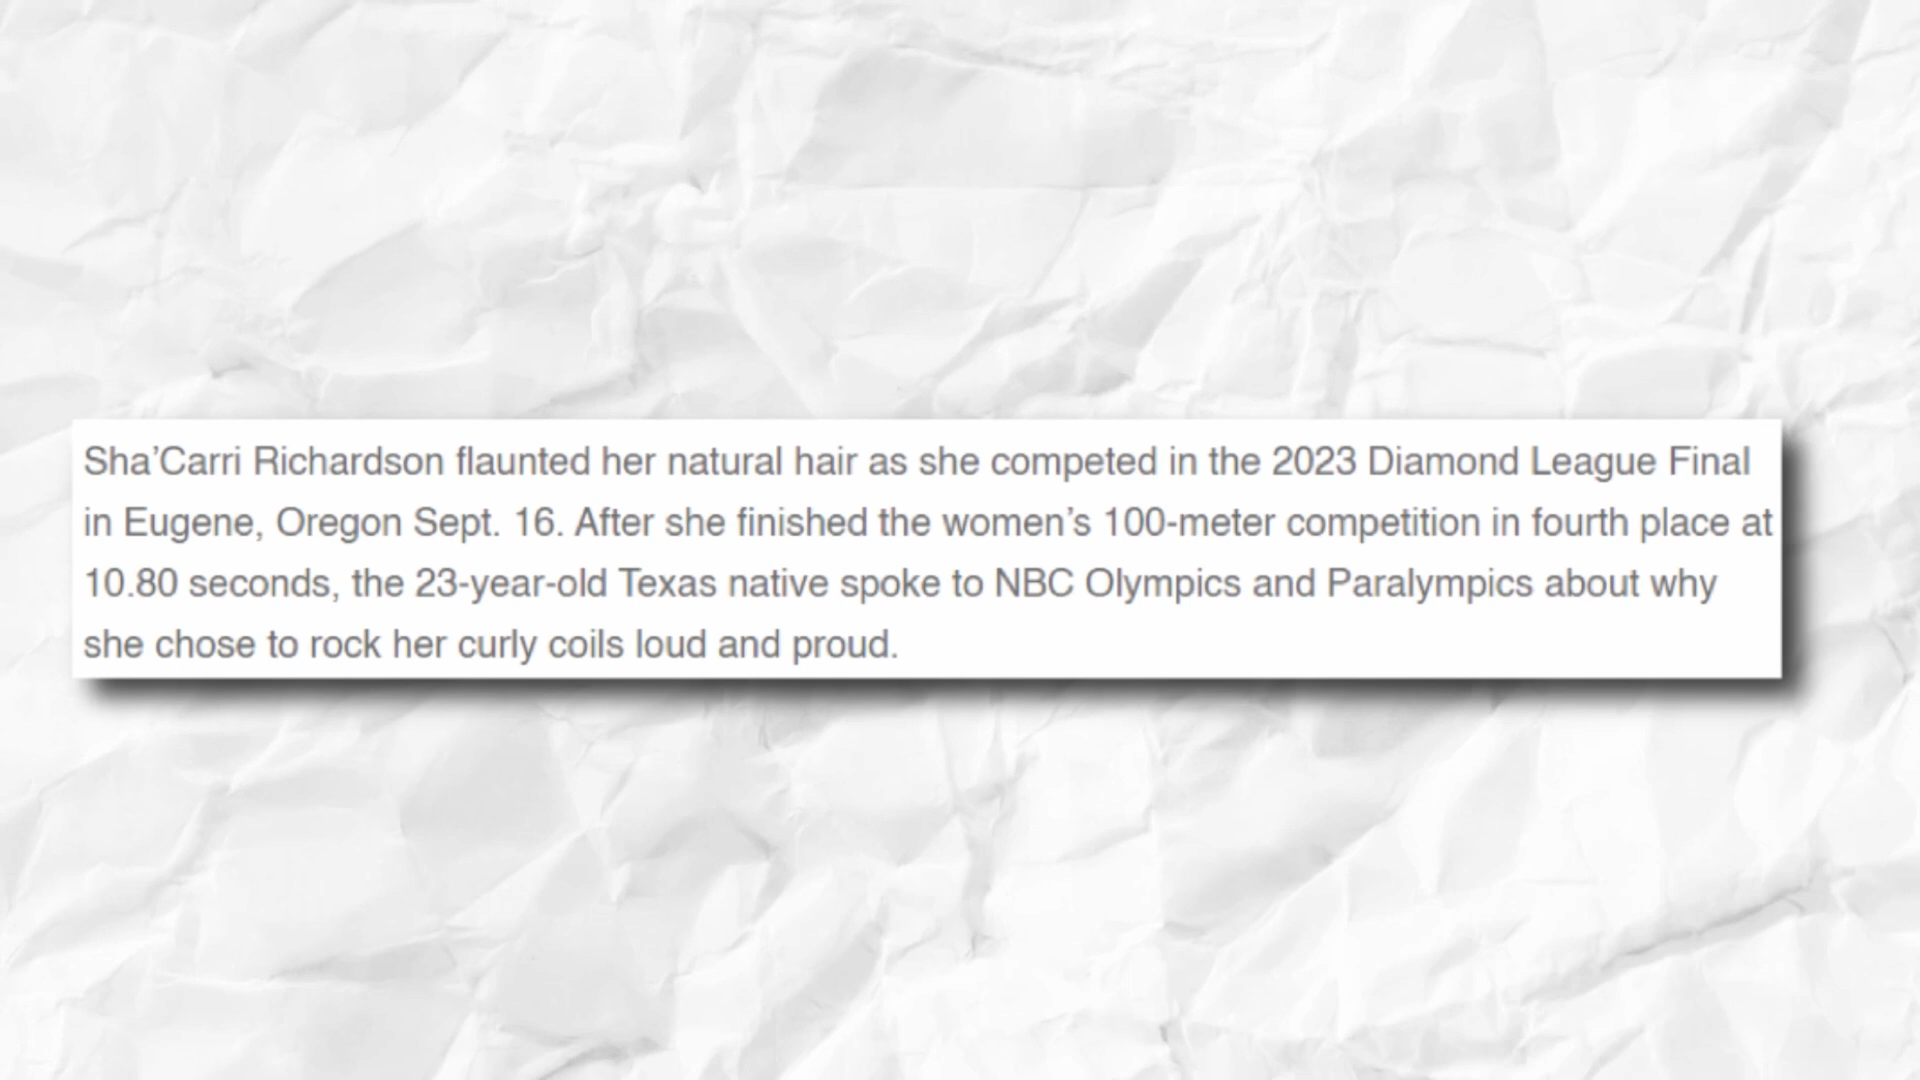 Sha’Carri Richardson flaunted her natural hair as she competed in the 2023 Diamond League Final
in Eugene, Oregon Sept. 16. After she finished the women’s 100-meter competition in fourth place at
10.80 seconds, the 23-year-old Texas native spoke to NBC Olympics and Paralympics about why
she chose to rock her curly coils loud and proud.